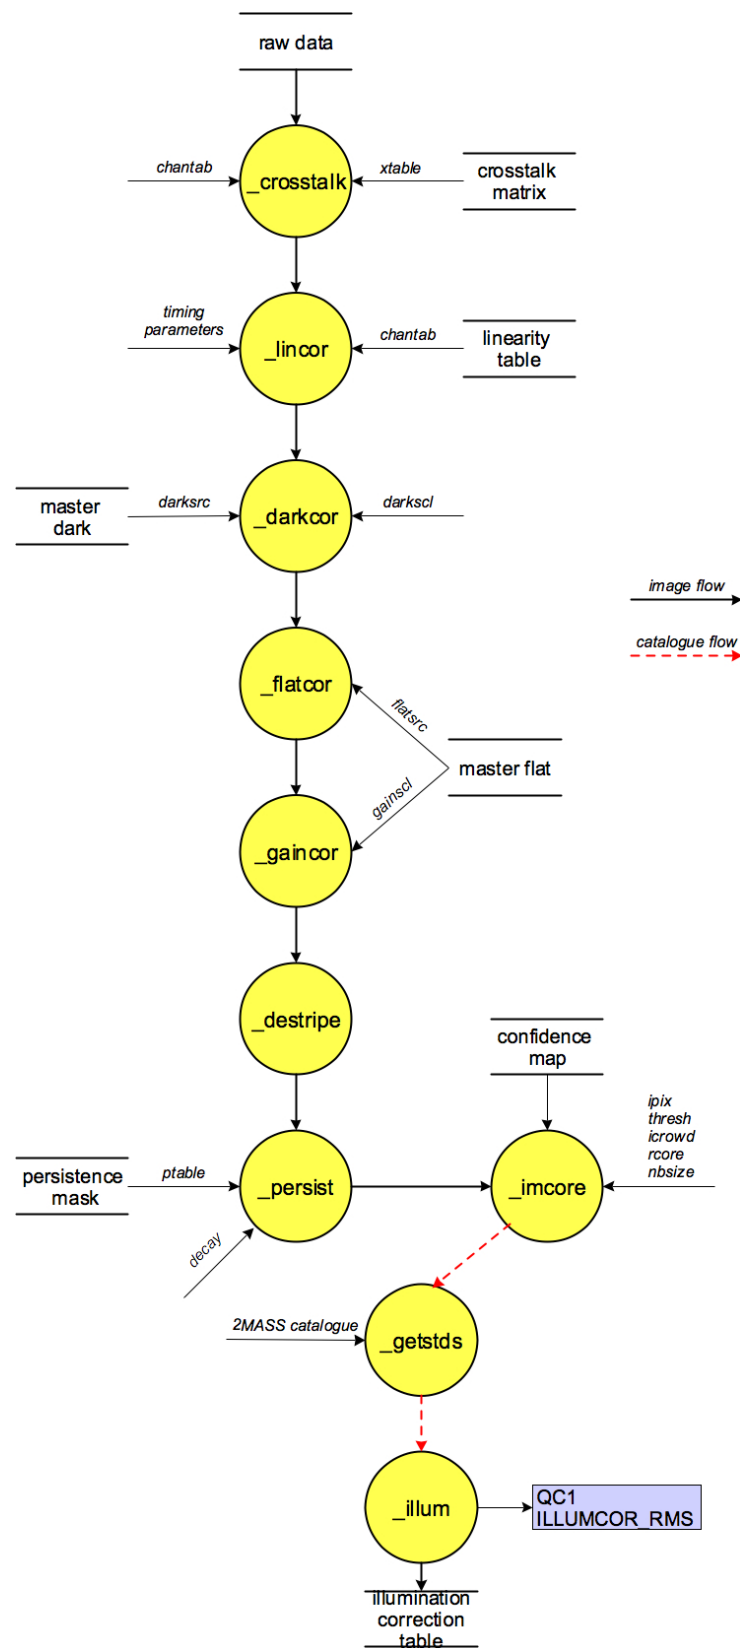 raw data
chantab
_crosstalk
xtable
crosstalk
matrix
timing
parameters
_lincor
chantab
linearity
table
master
dark
darksrc
_darkcor
darkscl
image flow
catalogue flow
_flatcor
flatsrc
master flat
gainscl
_gaincor
_destripe
confidence
map
ipix
thresh
icrowd
rcore
nbsize
persistence
mask
ptable
_persist
_imcore
decay
2MASS catalogue
_getstds
_illum
QC1
ILLUMCOR_RMS
illumination
correction
table